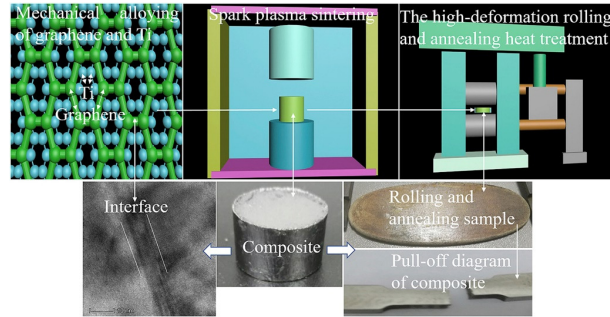 Mechanical alloying
of graphene and Ti
Ti
Graphene
Spark plasma sintering
The high-deformation rolling
and annealing heat treatment
Interface
Composite
Rolling and
annealing sample
Pull-off diagram
of composite